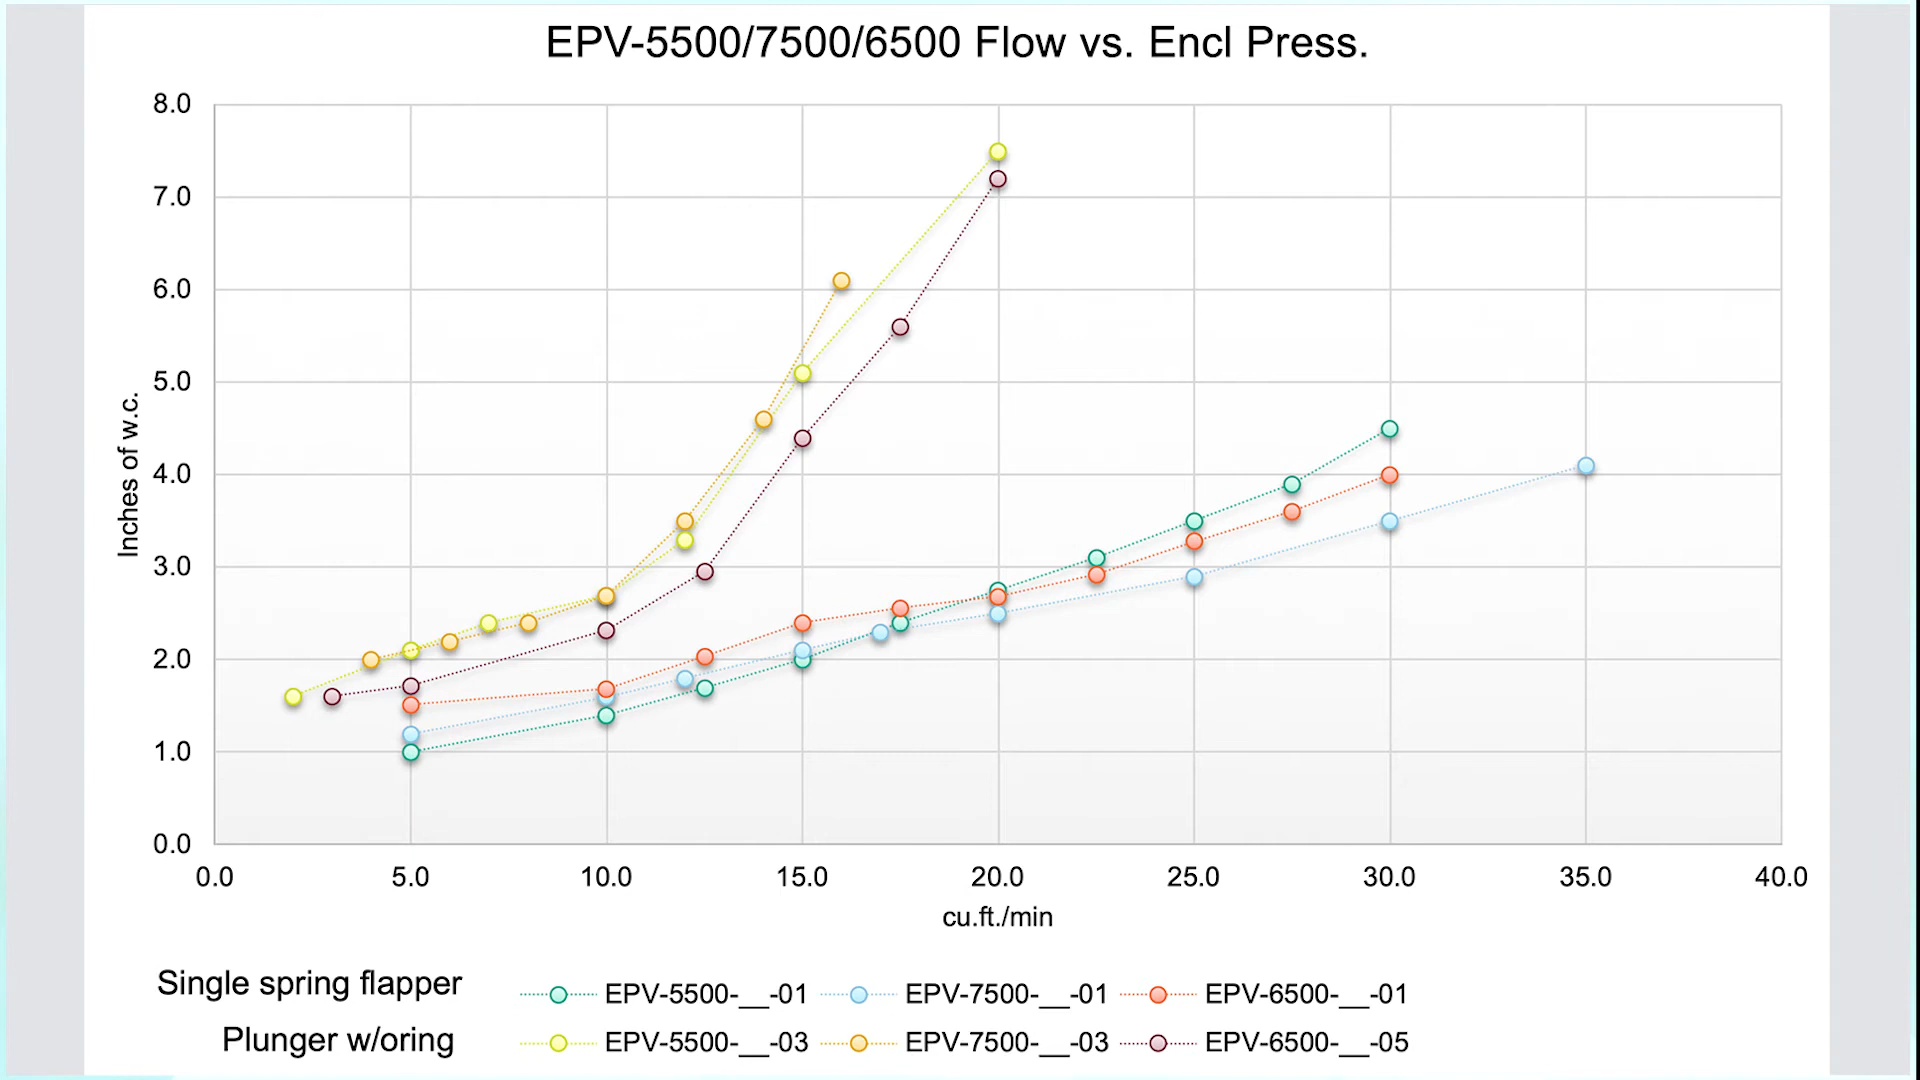 EPV-5500/7500/6500 Flow vs. Encl Press.
8.0
7.0
6.0
5.0
4.0
3.0
2.0
1.0
0.0
Inches of w.c.
0.0 5.0 10.0 15.0 20.0 25.0 30.0 35.0 40.0
cu.ft./min
Single spring flapper EPV-5500-__-01 EPV-7500-__-01 EPV-6500-__-01
Plunger w/oring EPV-5500-__-03 EPV-7500-__-03 EPV-6500-__-05